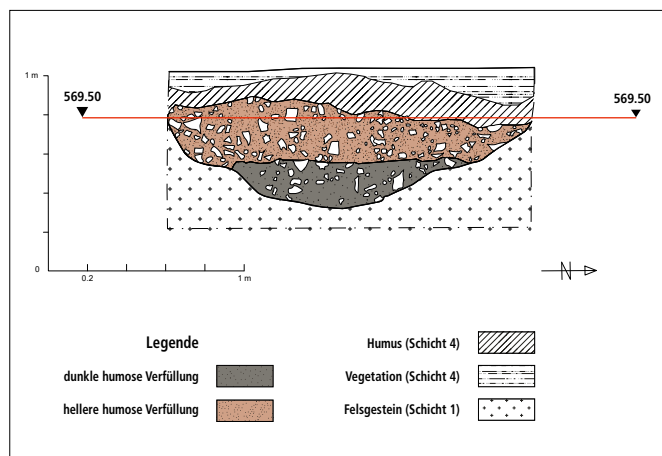 1 m
569.50 569.50
0
0.2 1 m
N
Legende
dunkle humose Verfüllung
hellere humose Verfüllung
Humus (Schicht 4)
Vegetation (Schicht 4)
Felsgestein (Schicht 1)